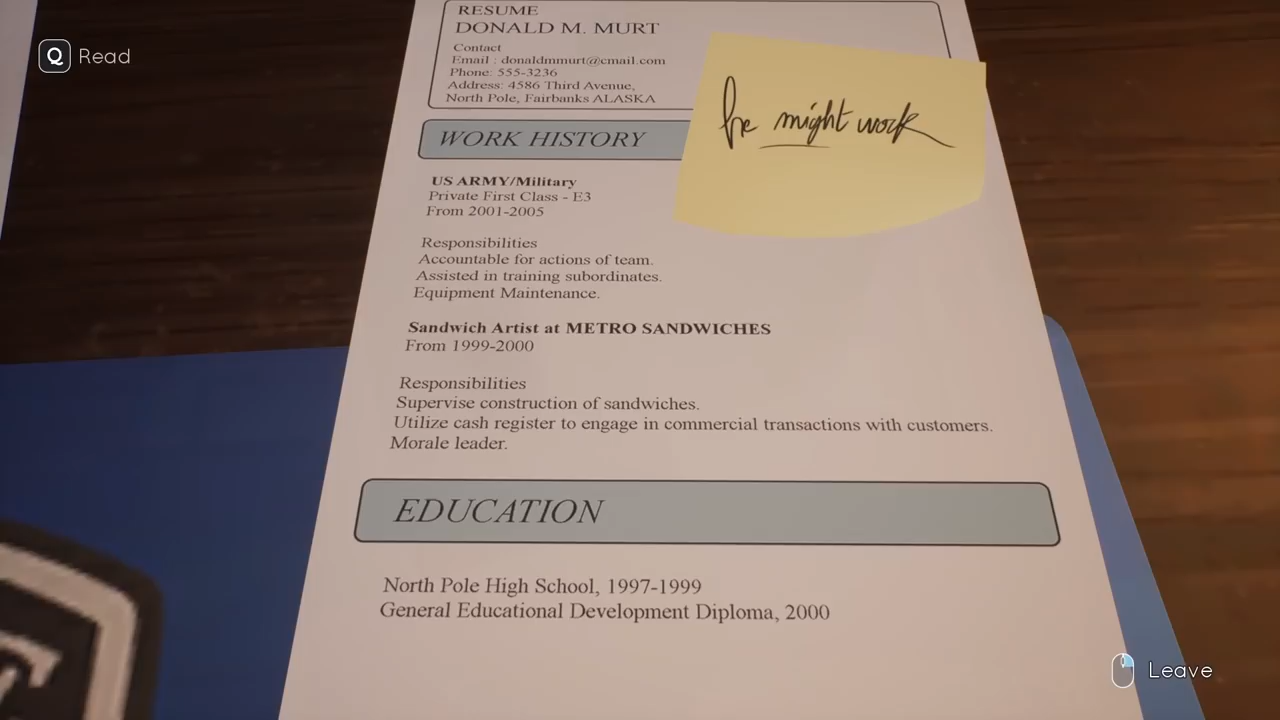 Q Read
RESUME
DONALD M. MURT
Contact
Email : donaldmmurt@cmail.com
Phone: 555-3236
Address: 4586 Third Avenue,
North Pole, Fairbanks ALASKA
he might work
WORK HISTORY
US ARMY/Military
Private First Class - E3
From 2001-2005
Responsibilities
Accountable for actions of team.
Assisted in training subordinates.
Equipment Maintenance.
Sandwich Artist at METRO SANDWICHES
From 1999-2000
Responsibilities
Supervise construction of sandwiches.
Utilize cash register to engage in commercial transactions with customers.
Morale leader.
EDUCATION
North Pole High School, 1997-1999
General Educational Development Diploma, 2000
Leave